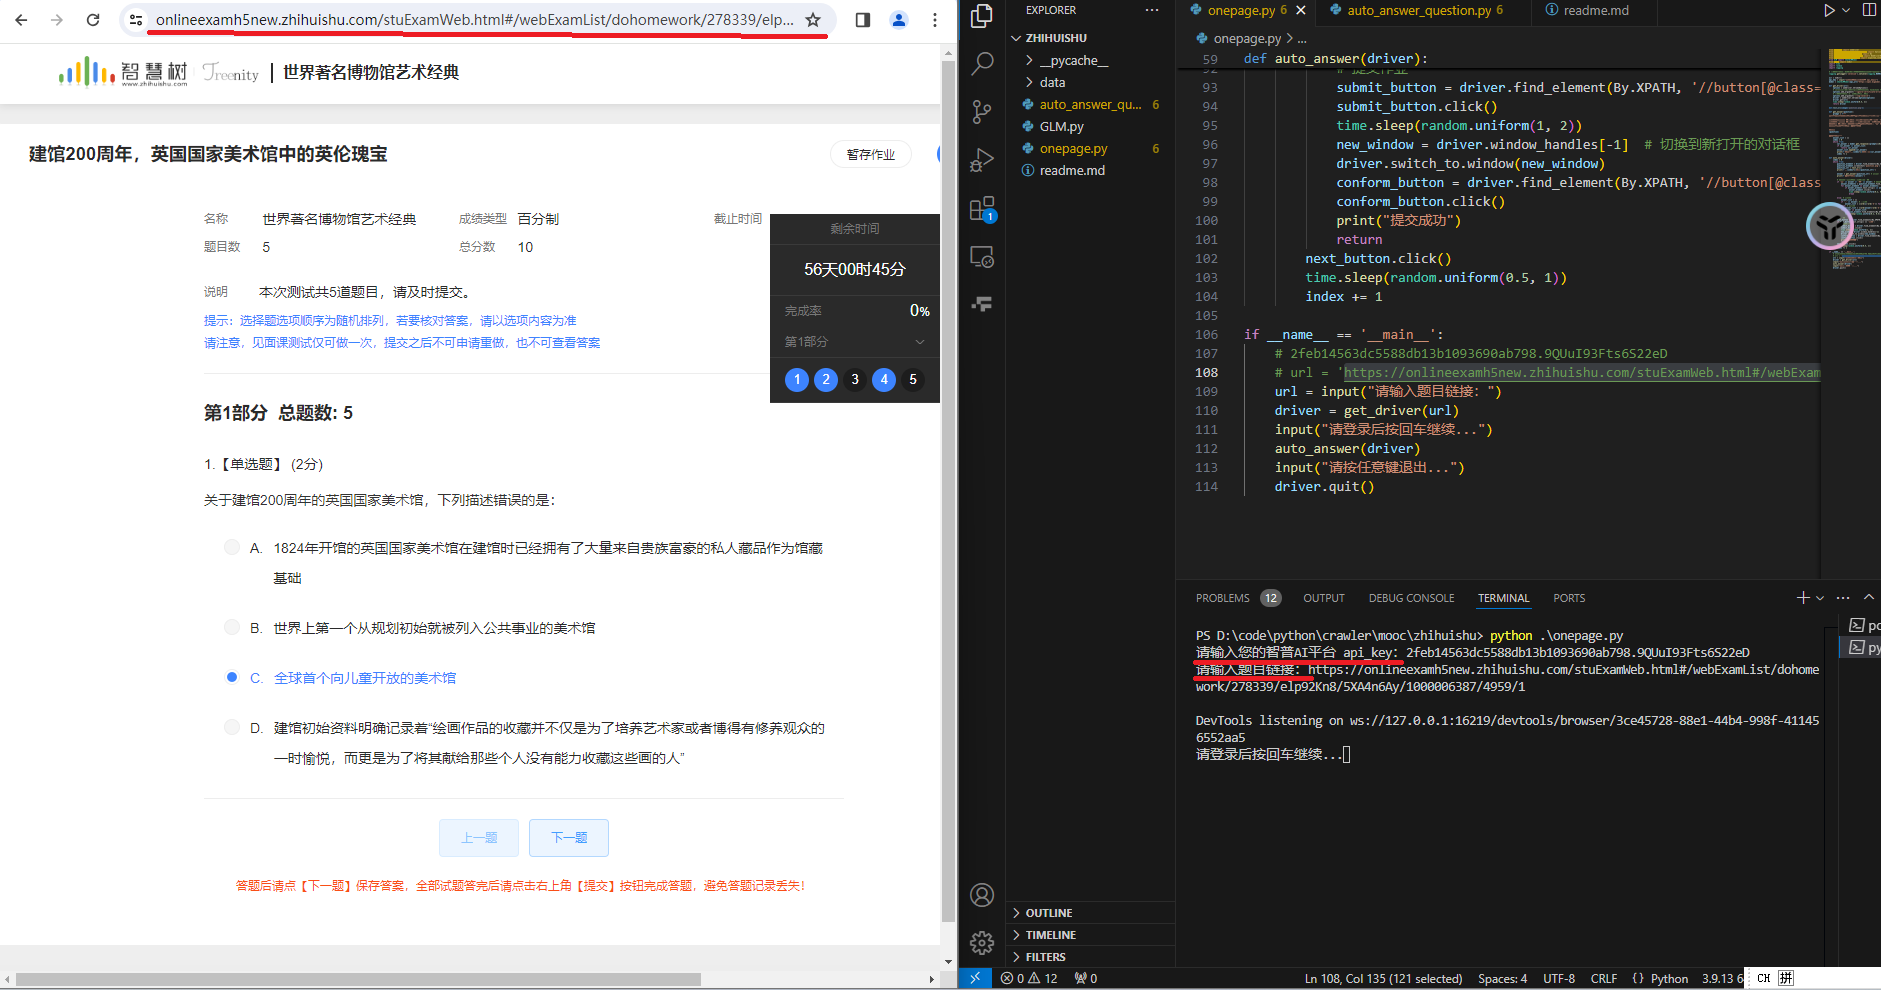 onlineexamh5new.zhihuishu.com/stuExamWeb.html#/webExamList/dohomework/278339/elp...
智慧树
www.zhihuishu.com
Treenity
世界著名博物馆艺术经典
建馆200周年，英国国家美术馆中的英伦瑰宝
暂存作业
名称 世界著名博物馆艺术经典 成绩类型 百分制 截止时间
题目数 5 总分数 10
说明 本次测试共5道题目，请及时提交。
提示：选择题选项顺序为随机排列，若要核对答案，请以选项内容为准
请注意，见面课测试仅可做一次，提交之后不可申请重做，也不可查看答案
剩余时间
56天00时45分
完成率 0%
第1部分
1 2 3 4 5
第1部分 总题数: 5
1.【单选题】 (2分)
关于建馆200周年的英国国家美术馆，下列描述错误的是：
A. 1824年开馆的英国国家美术馆在建馆时已经拥有了大量来自贵族富豪的私人藏品作为馆藏
基础
B. 世界上第一个从规划初始就被列入公共事业的美术馆
C. 全球首个向儿童开放的美术馆
D. 建馆初始资料明确记录着“绘画作品的收藏并不仅是为了培养艺术家或者博得有修养观众的
一时愉悦，而更是为了将其献给那些个人没有能力收藏这些画的人”
上一题 下一题
答题后请点【下一题】保存答案，全部试题答完后请点击右上角【提交】按钮完成答题，避免答题记录丢失！
EXPLORER
ZHIHUISHU
__pycache__
data
auto_answer_qu... 6
GLM.py
onepage.py 6
readme.md
1
OUTLINE
TIMELINE
FILTERS
onepage.py 6 auto_answer_question.py 6 readme.md
onepage.py > ...
59 def auto_answer(driver):
92 # 提交作业
93 submit_button = driver.find_element(By.XPATH, '//button[@class=
94 submit_button.click()
95 time.sleep(random.uniform(1, 2))
96 new_window = driver.window_handles[-1] # 切换到新打开的对话框
97 driver.switch_to.window(new_window)
98 conform_button = driver.find_element(By.XPATH, '//button[@class
99 conform_button.click()
100 print("提交成功")
101 return
102 next_button.click()
103 time.sleep(random.uniform(0.5, 1))
104 index += 1
105
106 if __name__ == '__main__':
107 # 2feb14563dc5588db13b1093690ab798.9QUuI93Fts6S22eD
108 # url = 'https://onlineexamh5new.zhihuishu.com/stuExamWeb.html#/webExam
109 url = input("请输入题目链接：")
110 driver = get_driver(url)
111 input("请登录后按回车继续...")
112 auto_answer(driver)
113 input("请按任意键退出...")
114 driver.quit()
PROBLEMS 12 OUTPUT DEBUG CONSOLE TERMINAL PORTS
PS D:\code\python\crawler\mooc\zhihuishu> python .\onepage.py
请输入您的智普AI平台 api_key：2feb14563dc5588db13b1093690ab798.9QUuI93Fts6S22eD
请输入题目链接：https://onlineexamh5new.zhihuishu.com/stuExamWeb.html#/webExamList/dohome
work/278339/elp92Kn8/5XA4n6Ay/1000006387/4959/1
DevTools listening on ws://127.0.0.1:16219/devtools/browser/3ce45728-88e1-44b4-998f-41145
6552aa5
请登录后按回车继续...
po
py
0 12 0
Ln 108, Col 135 (121 selected) Spaces: 4 UTF-8 CRLF Python 3.9.13 6
CH 拼